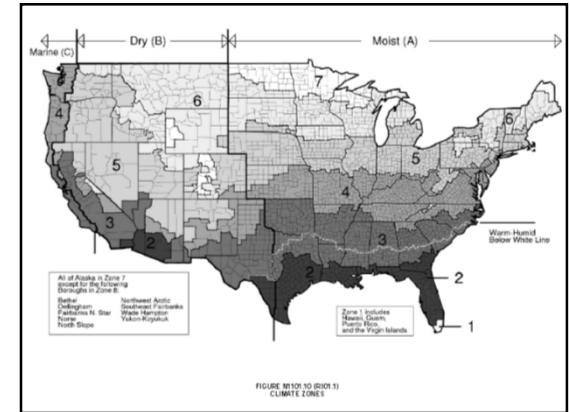 Marine (C)
Dry (B)
Moist (A)
7
6
6
4
5
5
4
3
3
2
2
Warm-Humid
Below White Line
2
1
All of Alaska in Zone 7
except for the following
Boroughs in Zone 8:
Bethel Northwest Arctic
Dellingham Southeast Fairbanks
Fairbanks N. Star Wade Hampton
Nome Yukon-Koyukuk
North Slope
Zone 1 includes
Hawaii, Guam,
Puerto Rico,
and the Virgin Islands
FIGURE N1101.10 (R301.1)
CLIMATE ZONES